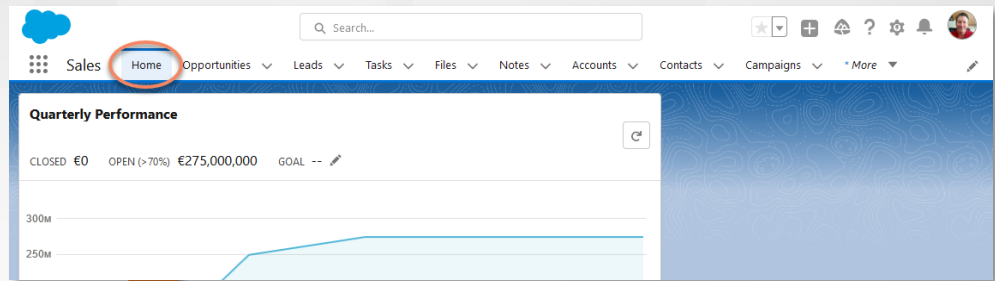 Search...
Sales Home Opportunities Leads Tasks Files Notes Accounts Contacts Campaigns * More
Quarterly Performance
CLOSED €0 OPEN (>70%) €275,000,000 GOAL --
300M
250M